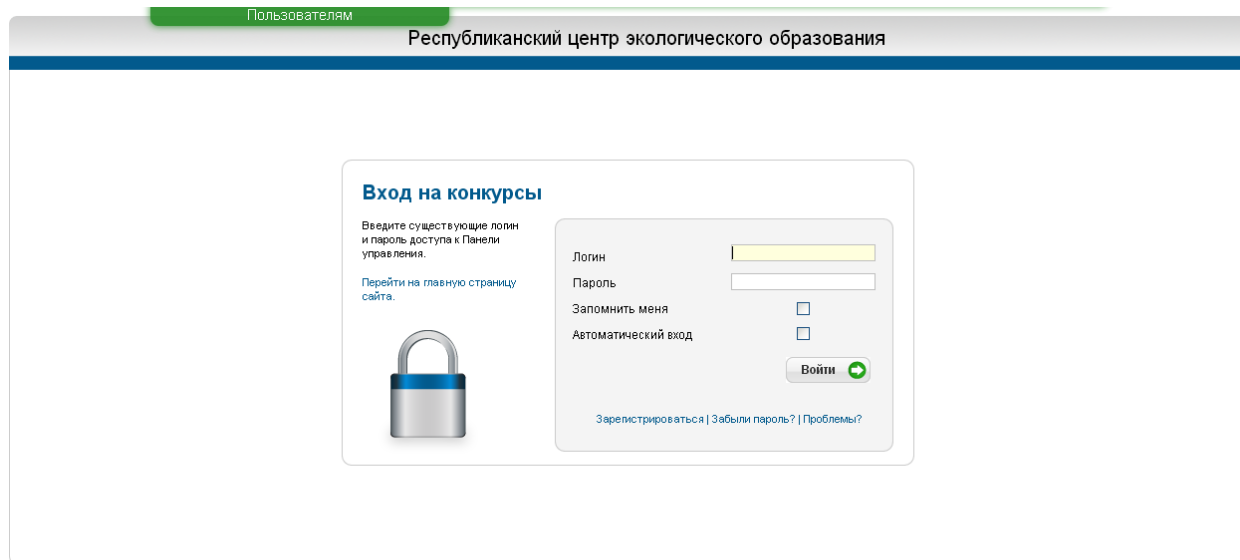 Пользователям
Республиканский центр экологического образования
Вход на конкурсы
Введите существующие логин
и пароль доступа к Панели
управления.
Перейти на главную страницу
сайта.
Логин
Пароль
Запомнить меня
Автоматический вход
Войти
Зарегистрироваться | Забыли пароль? | Проблемы?